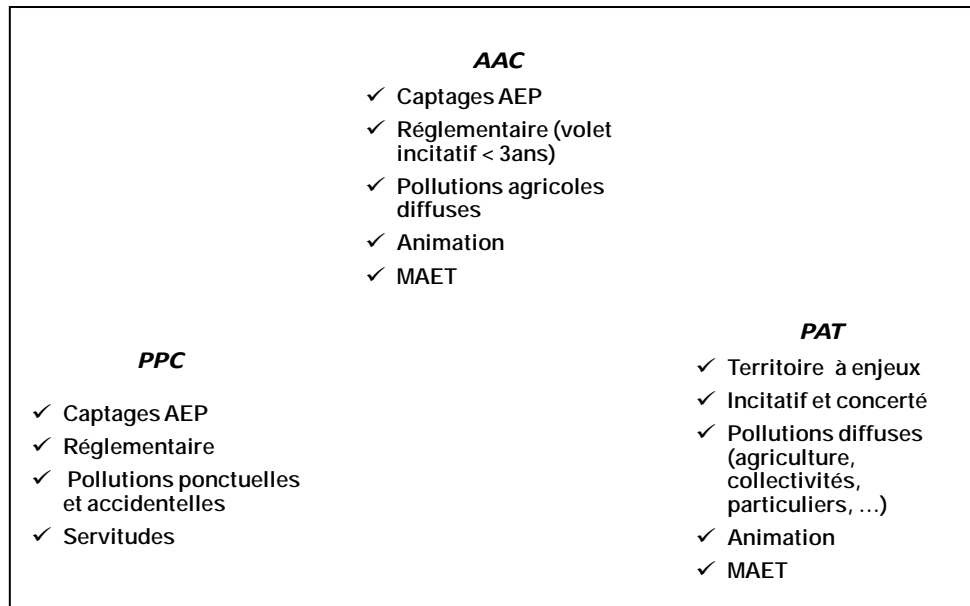 AAC
✓ Captages AEP
✓ Réglementaire (volet
incitatif < 3ans)
✓ Pollutions agricoles
diffuses
✓ Animation
✓ MAET
PPC
✓ Captages AEP
✓ Réglementaire
✓ Pollutions ponctuelles
et accidentelles
✓ Servitudes
PAT
✓ Territoire à enjeux
✓ Incitatif et concerté
✓ Pollutions diffuses
(agriculture,
collectivités,
particuliers, ...)
✓ Animation
✓ MAET